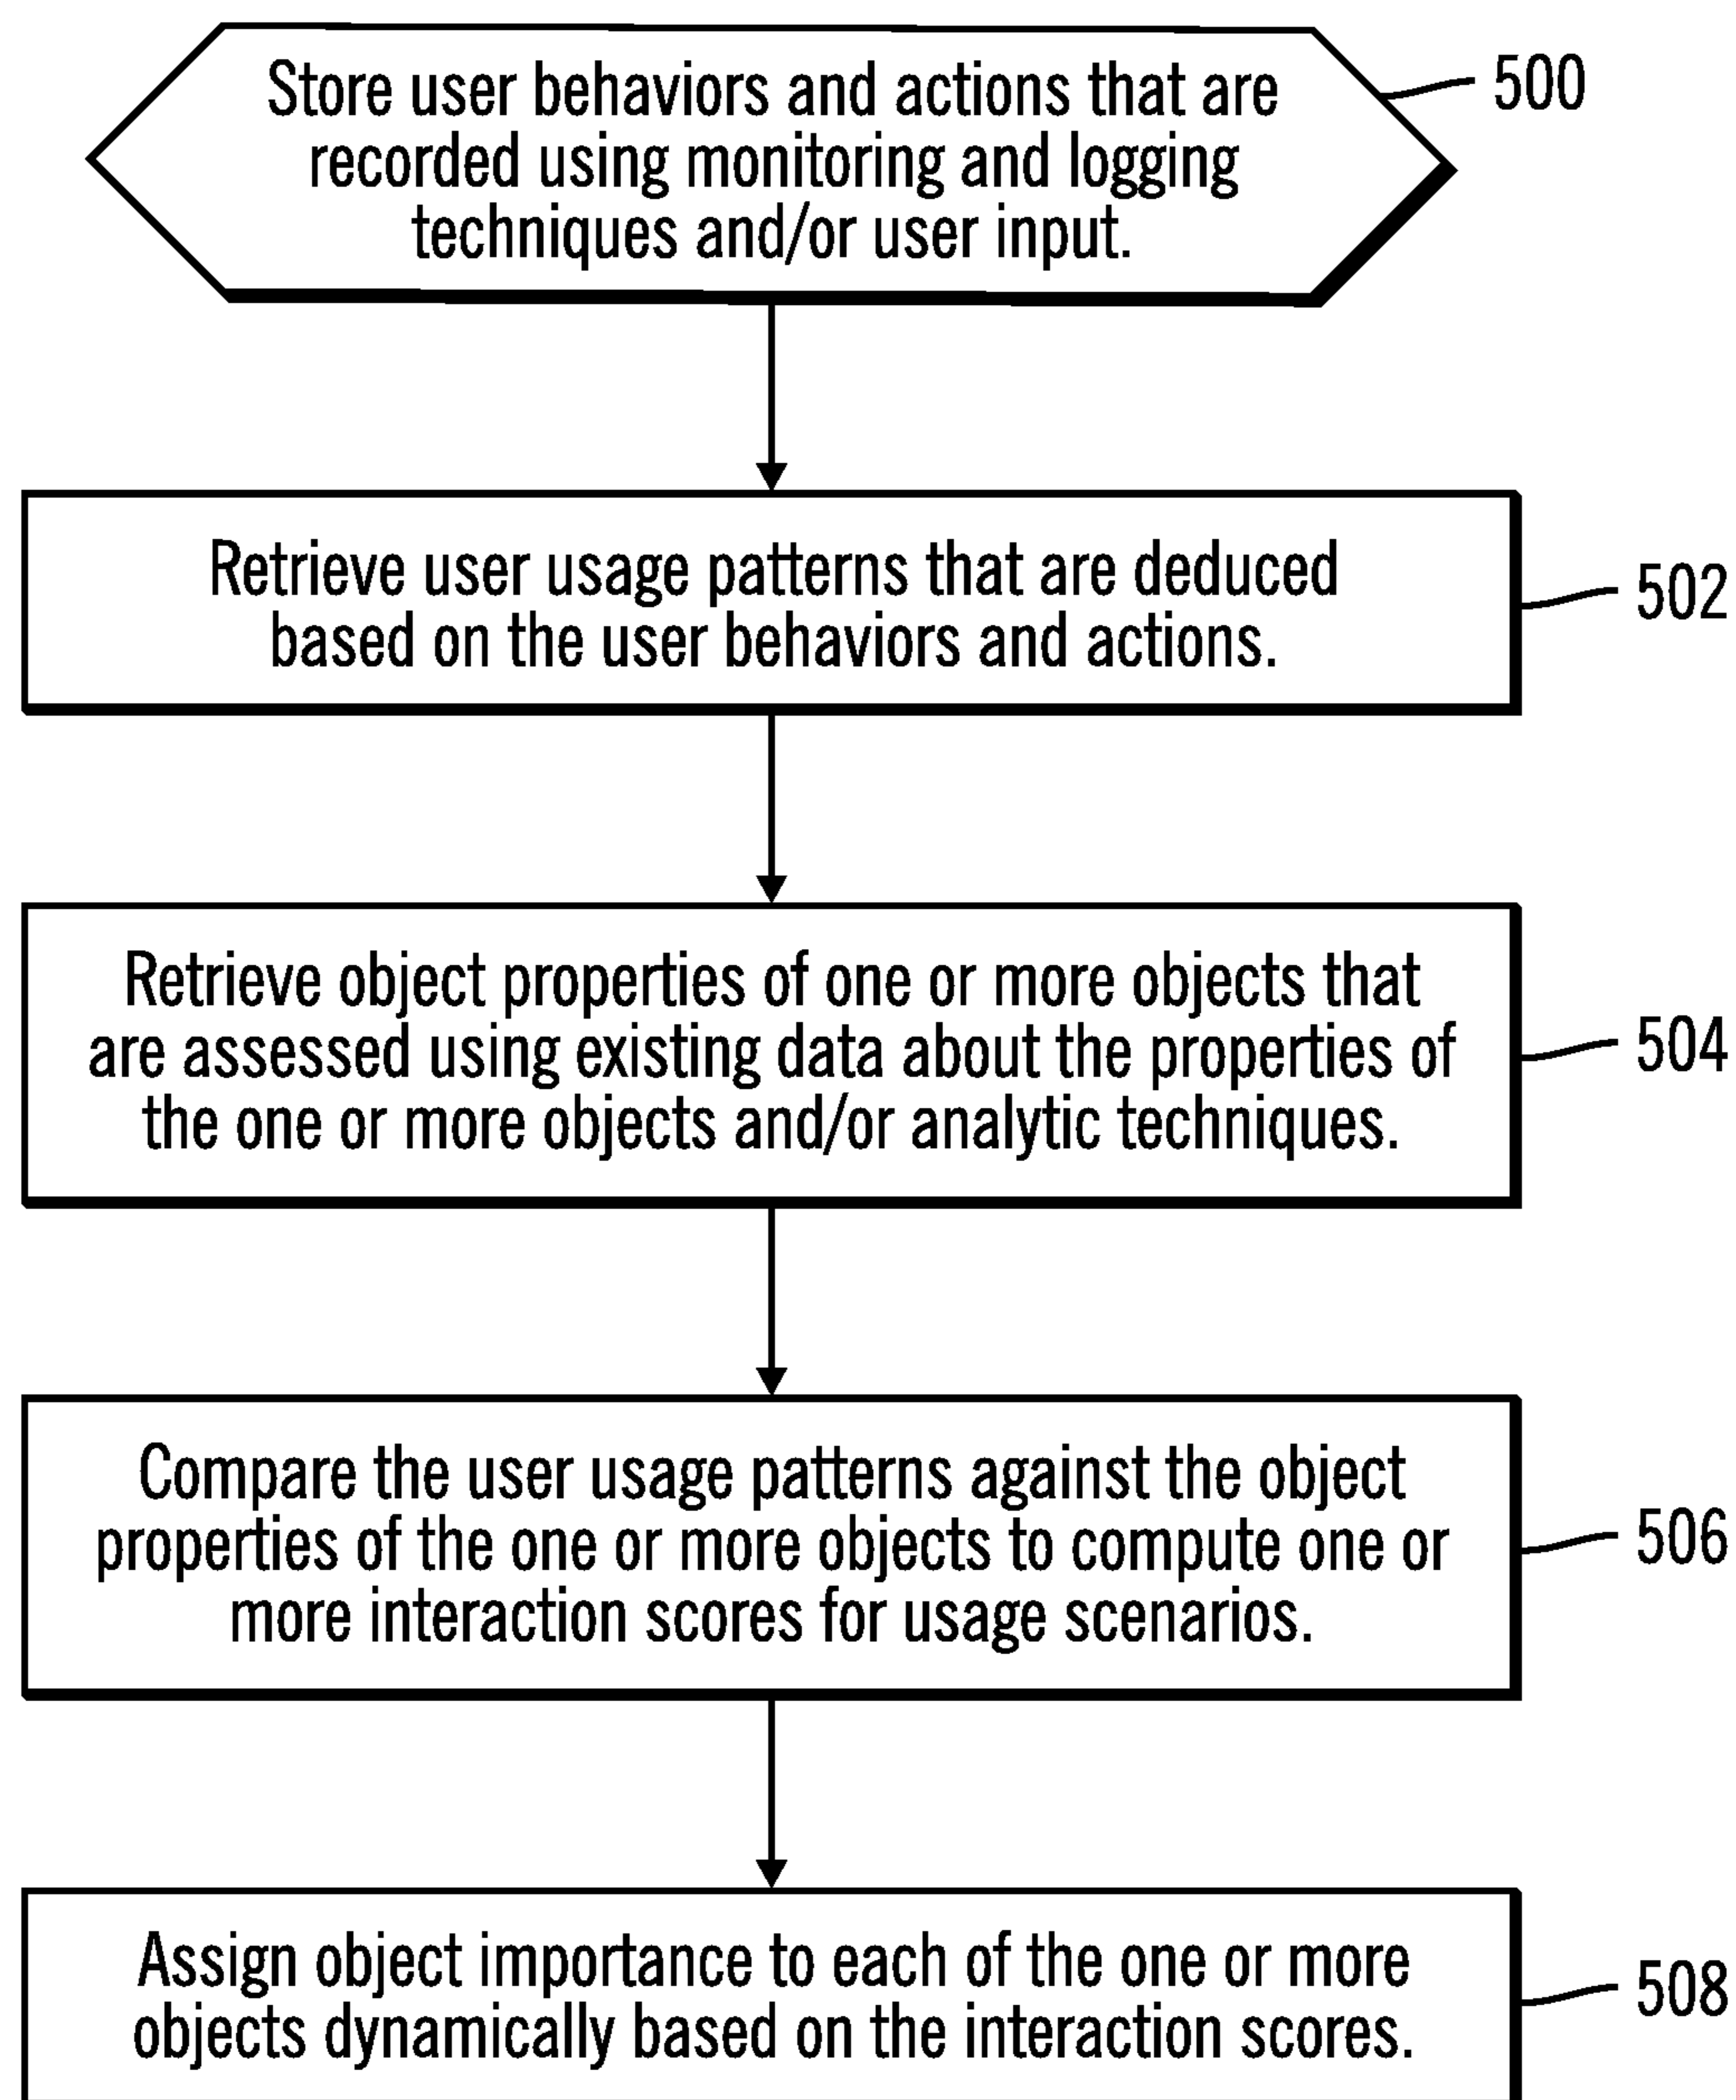 Store user behaviors and actions that are
recorded using monitoring and logging
techniques and/or user input.
500
Retrieve user usage patterns that are deduced
based on the user behaviors and actions.
502
Retrieve object properties of one or more objects that
are assessed using existing data about the properties of
the one or more objects and/or analytic techniques.
504
Compare the user usage patterns against the object
properties of the one or more objects to compute one or
more interaction scores for usage scenarios.
506
Assign object importance to each of the one or more
objects dynamically based on the interaction scores.
508